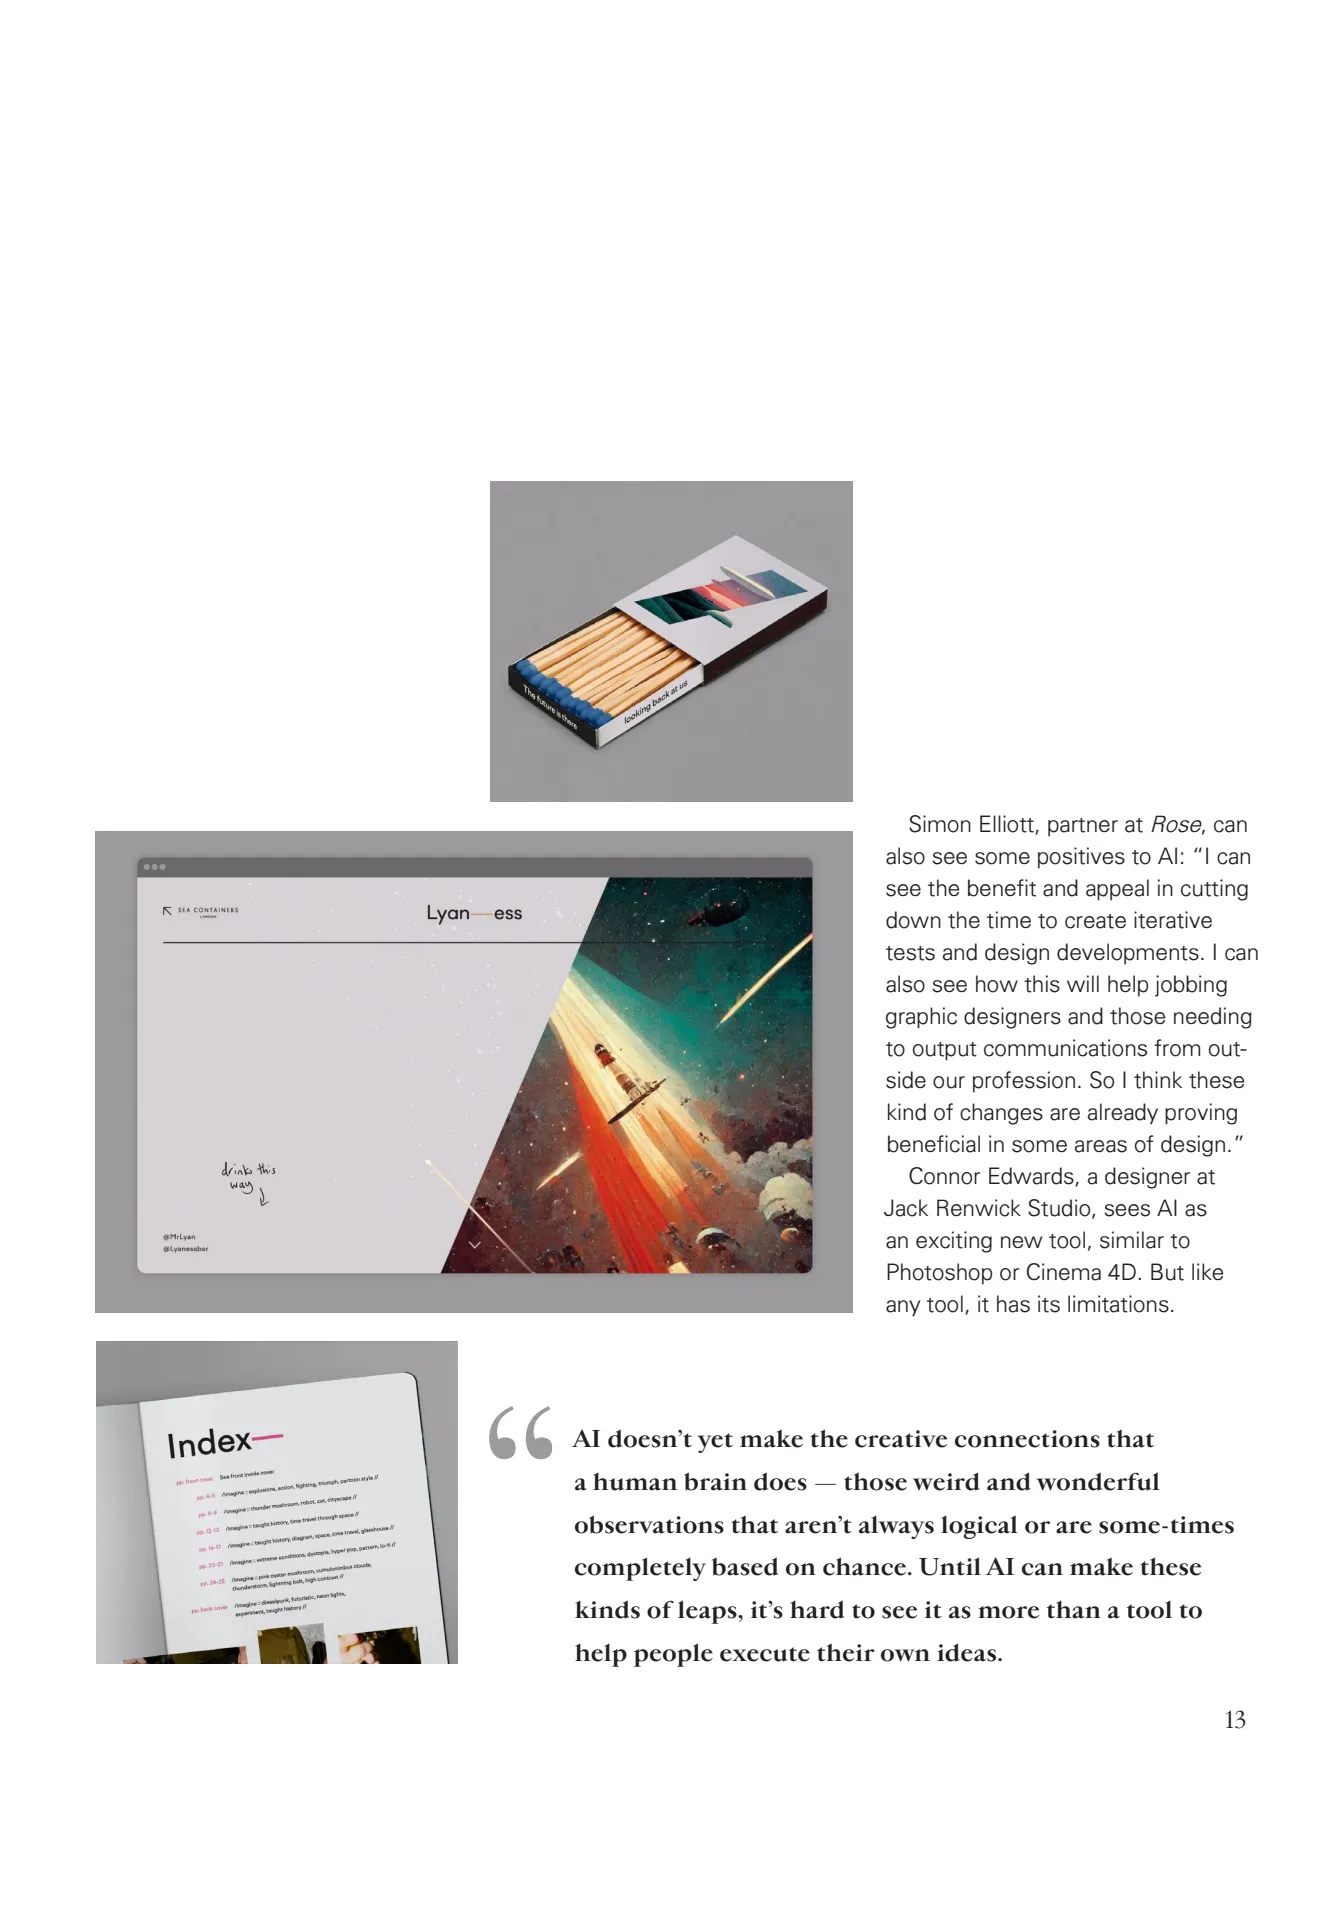 The future is there
looking back at us
SEA CONTAINERS
LONDON
Lyan—ess
drinks this
way
@MrLyan
@Lyanessbar
Simon Elliott, partner at Rose, can
also see some positives to AI: “I can
see the benefit and appeal in cutting
down the time to create iterative
tests and design developments. I can
also see how this will help jobbing
graphic designers and those needing
to output communications from out-
side our profession. So I think these
kind of changes are already proving
beneficial in some areas of design.”
Connor Edwards, a designer at
Jack Renwick Studio, sees AI as
an exciting new tool, similar to
Photoshop or Cinema 4D. But like
any tool, it has its limitations.
Index—
pp. front cover See front inside cover
pp. 4-5 /imagine :: explosions, action, fighting, triumph, cartoon style //
pp. 8-9 /imagine :: thunder mushroom, robot, cat, cityscape //
pp. 12-13 /imagine :: taught history, time travel through space //
pp. 16-17 /imagine :: taught history, diagram, space, time travel, glasshouse //
pp. 20-21 /imagine :: extreme conditions, dystopia, hyper pop, pattern, lo-fi //
pp. 24-25 /imagine :: pink oyster mushroom, cumulonimbus clouds,
thunderstorm, lightning bolt, high contrast //
pp. back cover /imagine :: dieselpunk, futuristic, neon lights,
experiment, taught history //
“ AI doesn’t yet make the creative connections that
a human brain does — those weird and wonderful
observations that aren’t always logical or are some-times
completely based on chance. Until AI can make these
kinds of leaps, it’s hard to see it as more than a tool to
help people execute their own ideas.
13